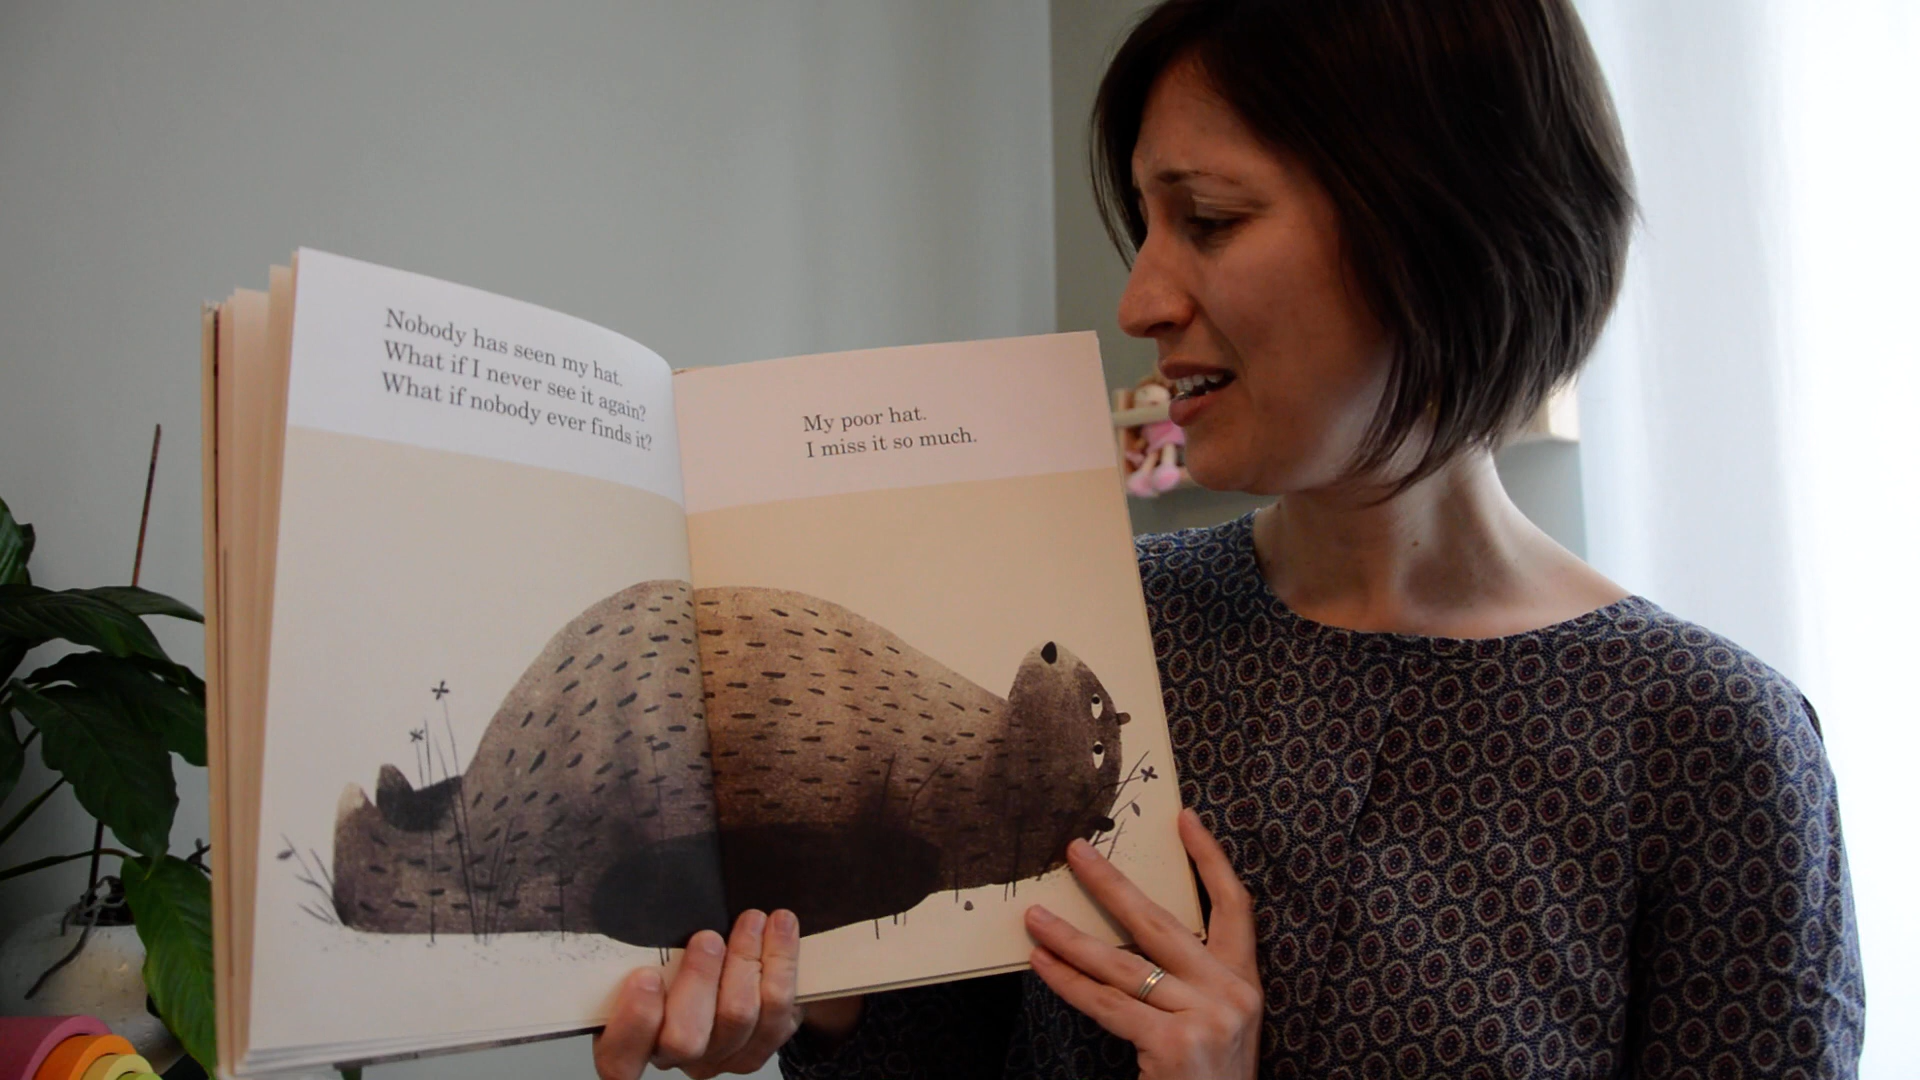 Nobody has seen my hat.
What if I never see it again?
What if nobody ever finds it?
My poor hat.
I miss it so much.